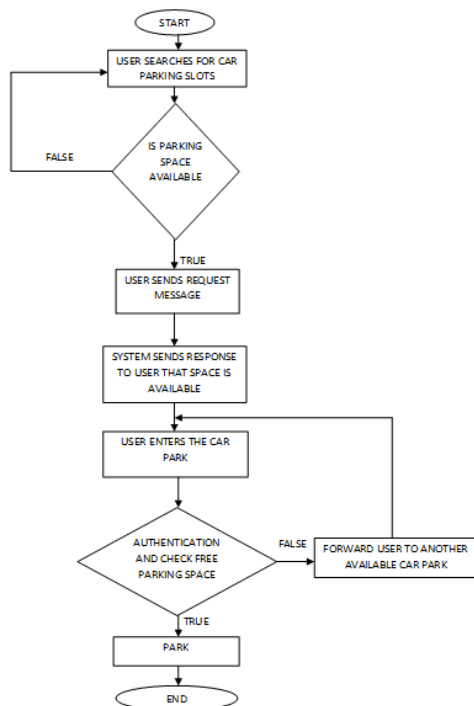 START
USER SEARCHES FOR CAR
PARKING SLOTS
IS PARKING
SPACE
AVAILABLE
FALSE
TRUE
USER SENDS REQUEST
MESSAGE
SYSTEM SENDS RESPONSE
TO USER THAT SPACE IS
AVAILABLE
USER ENTERS THE CAR
PARK
AUTHENTICATION
AND CHECK FREE
PARKING SPACE
FALSE
FORWARD USER TO ANOTHER
AVAILABLE CAR PARK
TRUE
PARK
END